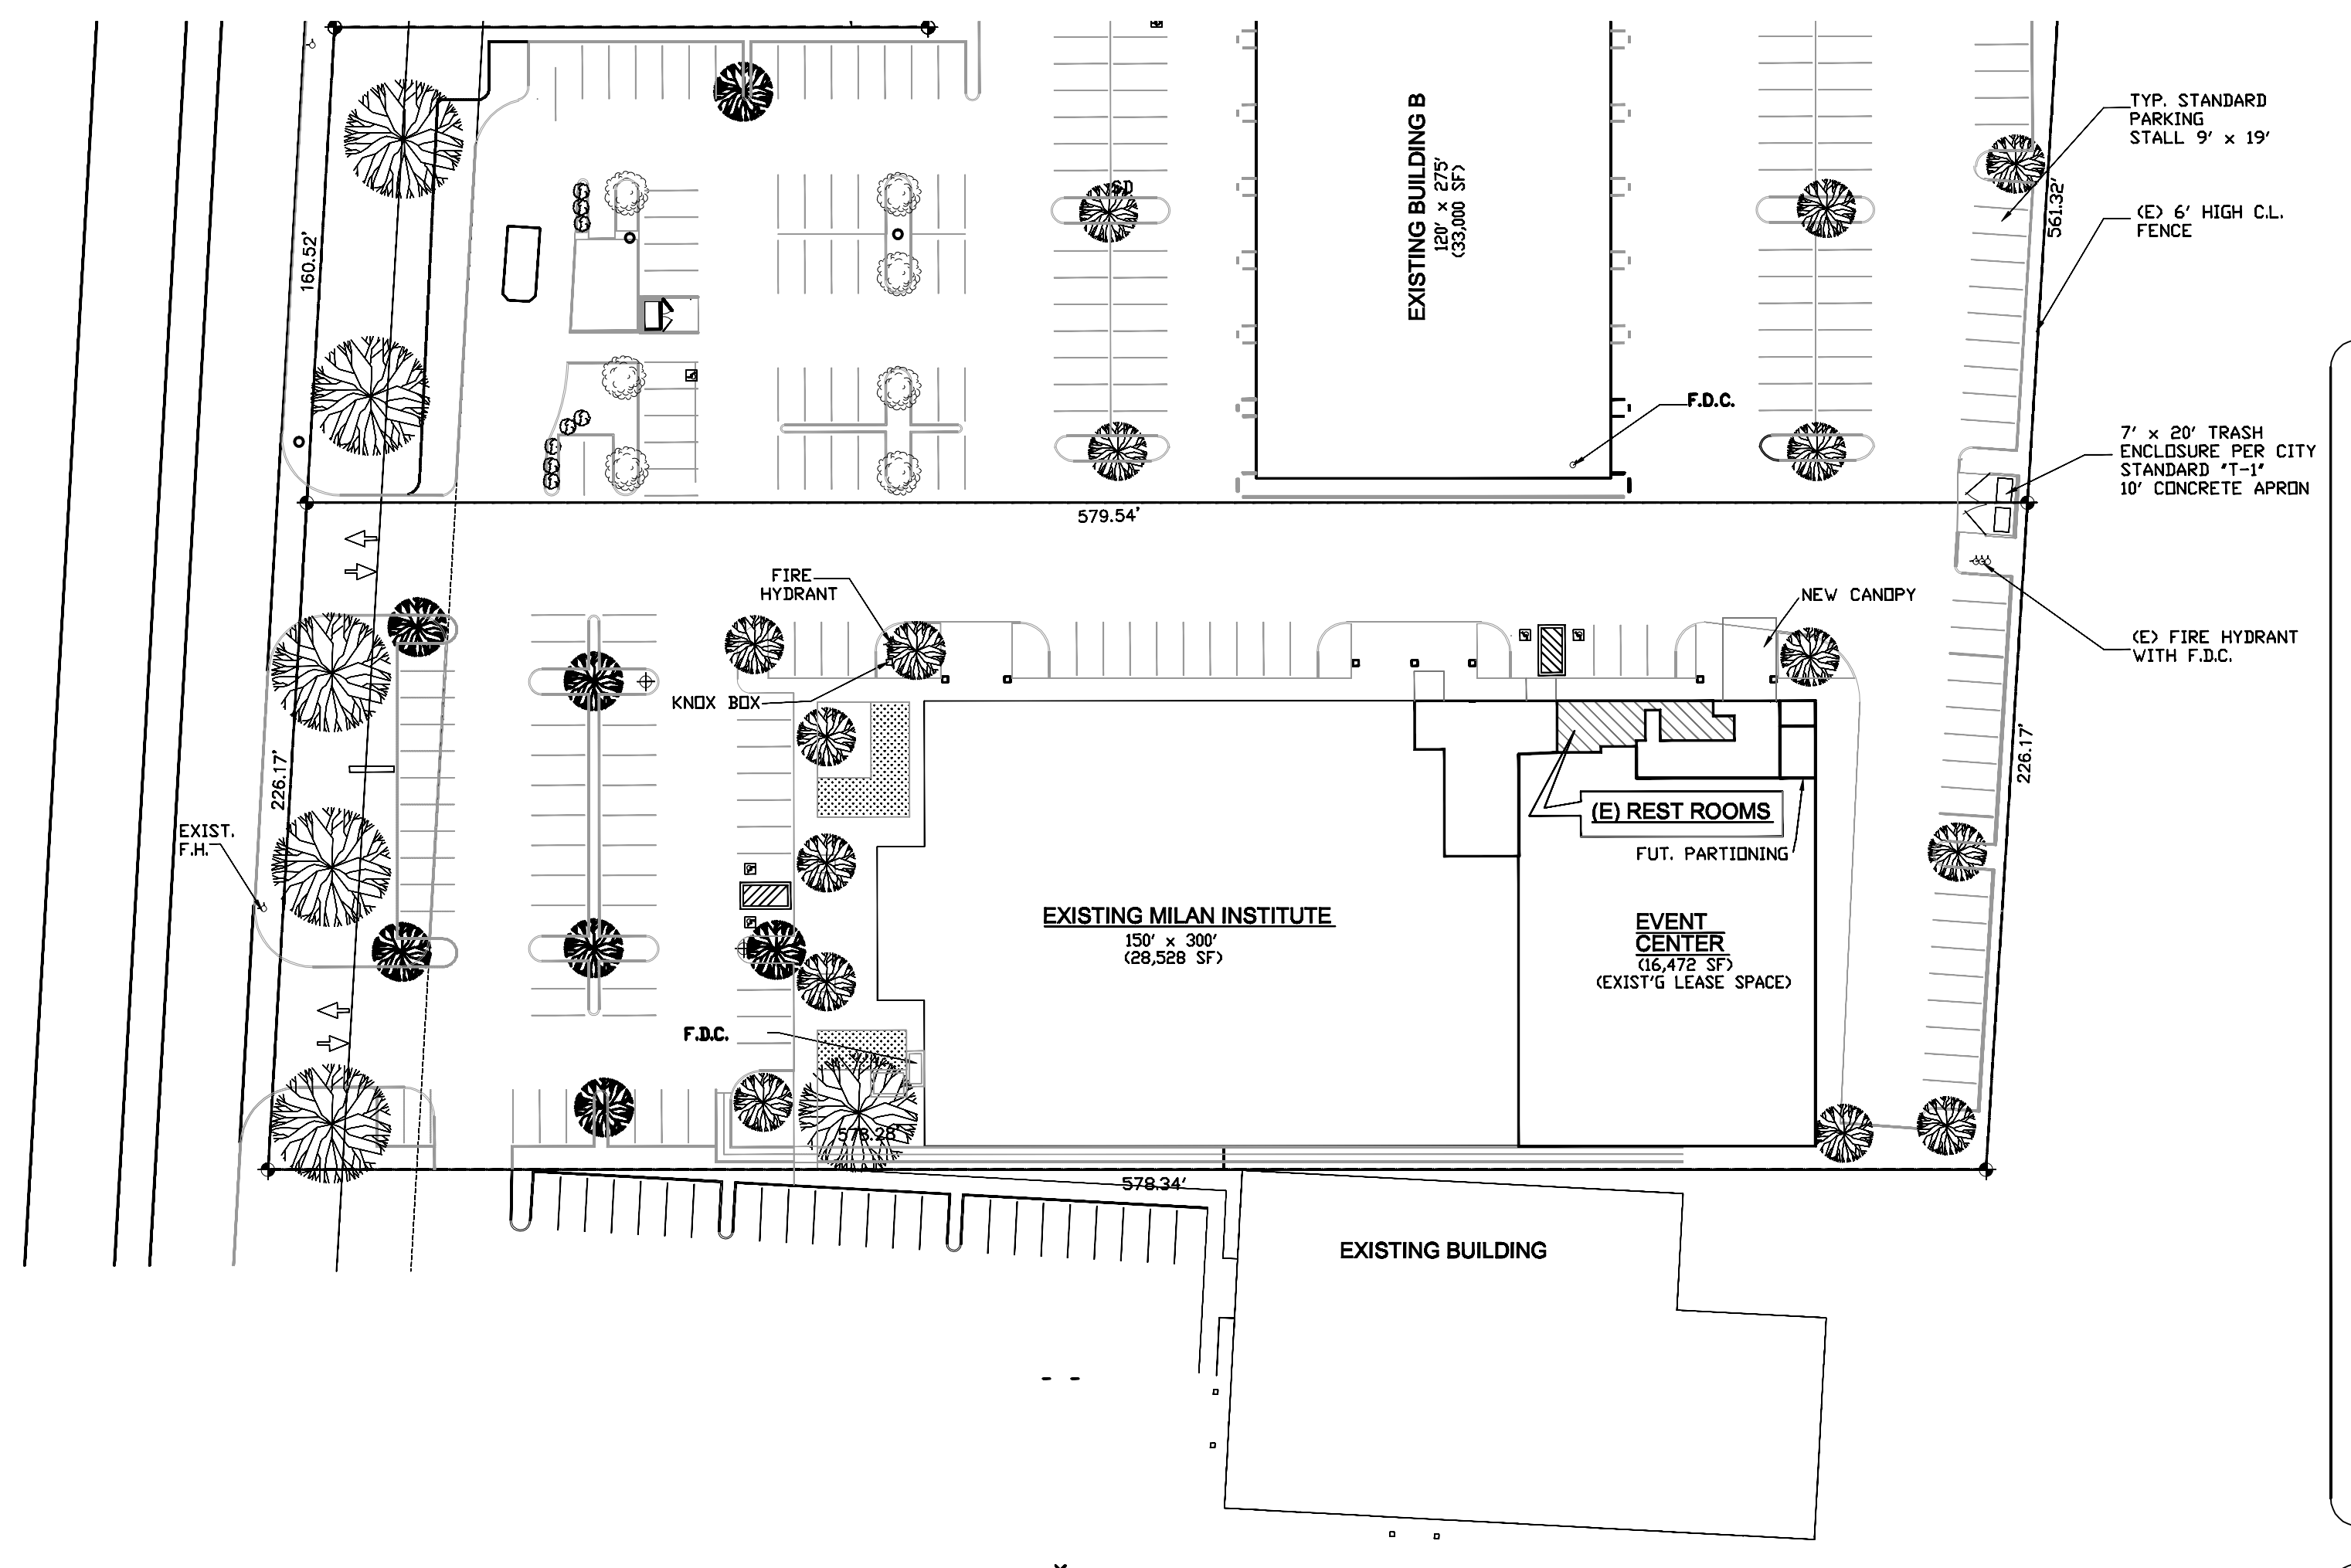 TYP. STANDARD
PARKING
STALL 9' x 19'
EXISTING BUILDING B
120' x 275'
(33,000 SF)
SD
561.32'
(E) 6' HIGH C.L.
FENCE
160.52'
F.D.C.
7' x 20' TRASH
ENCLOSURE PER CITY
STANDARD "T-1"
10' CONCRETE APRON
579.54'
FIRE
HYDRANT
NEW CANOPY
(E) FIRE HYDRANT
WITH F.D.C.
KNOX BOX
226.17'
226.17'
(E) REST ROOMS
EXIST.
F.H.
FUT. PARTIONING
EXISTING MILAN INSTITUTE
150' x 300'
(28,528 SF)
EVENT
CENTER
(16,472 SF)
(EXIST'G LEASE SPACE)
F.D.C.
578.28'
578.34'
EXISTING BUILDING